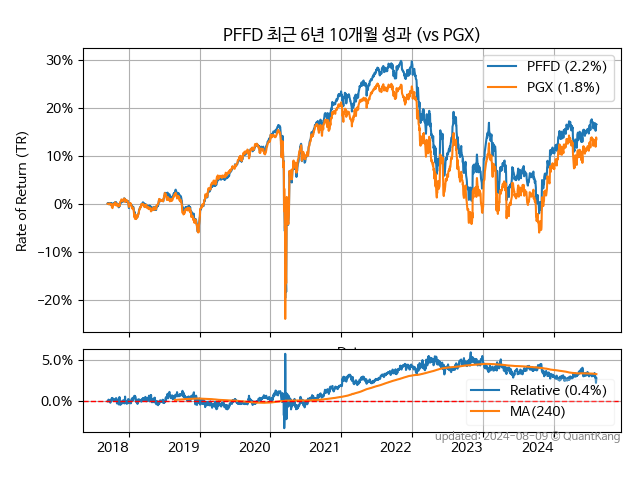 PFFD 최근 6년 10개월 성과 (vs PGX)
Rate of Return (TR)
30%
20%
10%
0%
−10%
−20%
PFFD (2.2%)
PGX (1.8%)
5.0%
0.0%
Relative (0.4%)
MA(240)
2018 2019 2020 2021 2022 2023 2024
updated: 2024-08-09 © QuantKang